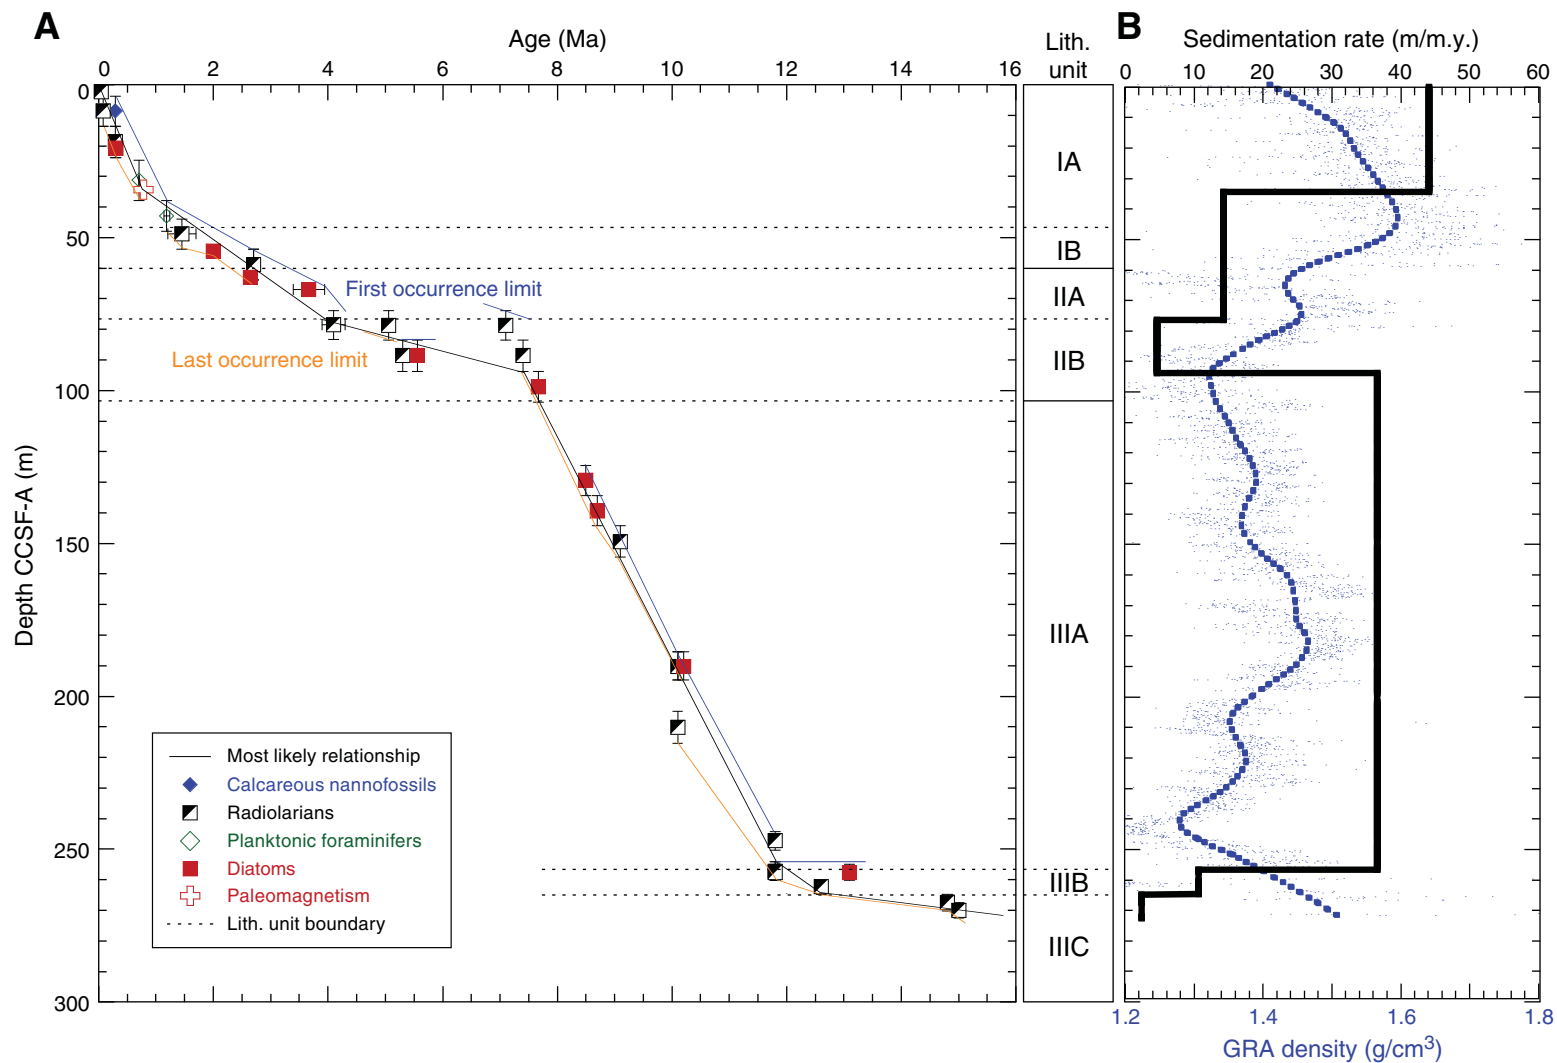 A
Age (Ma)
0 2 4 6 8 10 12 14 16
Lith.
unit
B
Sedimentation rate (m/m.y.)
0 10 20 30 40 50 60
0
50
100
150
200
250
300
Depth CCSF-A (m)
First occurrence limit
Last occurrence limit
Most likely relationship
Calcareous nannofossils
Radiolarians
Planktonic foraminifers
Diatoms
Paleomagnetism
Lith. unit boundary
IA
IB
IIA
IIB
IIIA
IIIB
IIIC
1.2 1.4 1.6 1.8
GRA density (g/cm³)